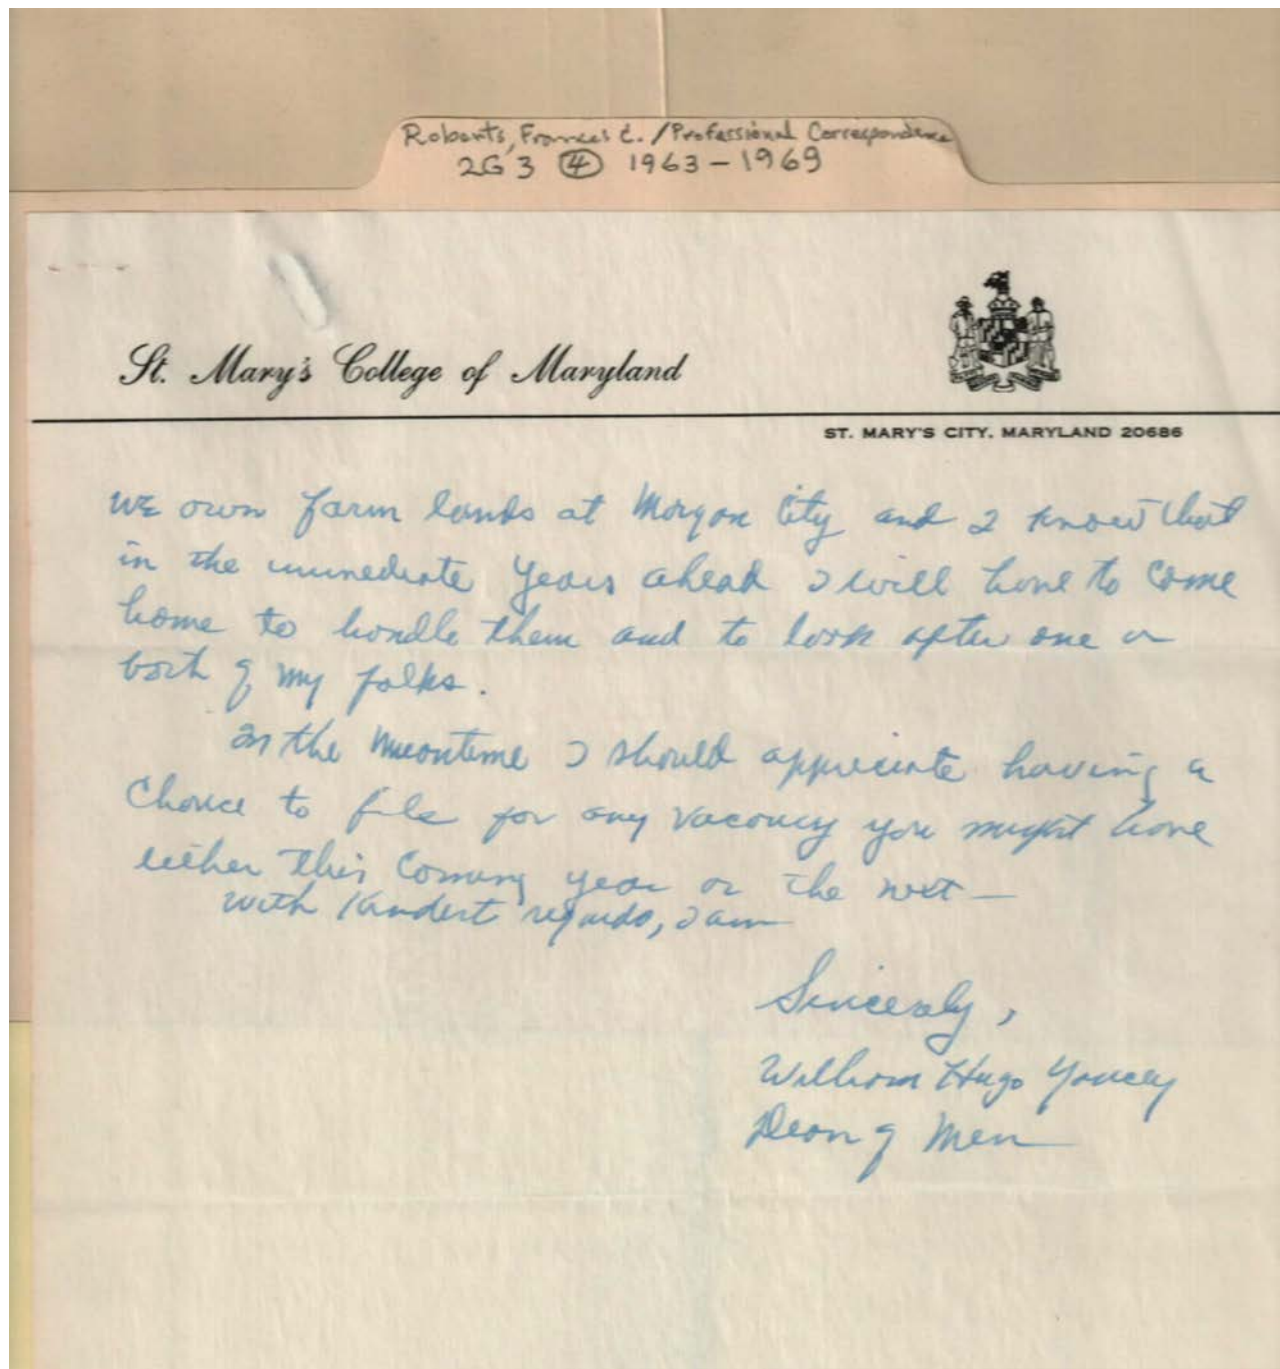 Roberts, Frances C. / Professional Correspondence
2G 3 ④ 1963 - 1969
St. Mary's College of Maryland
ST. MARY'S CITY, MARYLAND 20686
we own farm lands at Morgan City and I know that
in the immediate years ahead I will have to come
home to handle them and to look after one or
both of my folks.
In the meantime I should appreciate having a
chance to file for any vacancy you might have
either this coming year or the next —
with kindest regards, I am
Sincerely,
William Hugo Yancey
Dean of Men